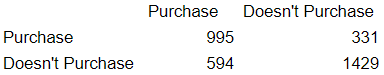 Purchase Doesn't Purchase
Purchase 995 331
Doesn't Purchase 594 1429